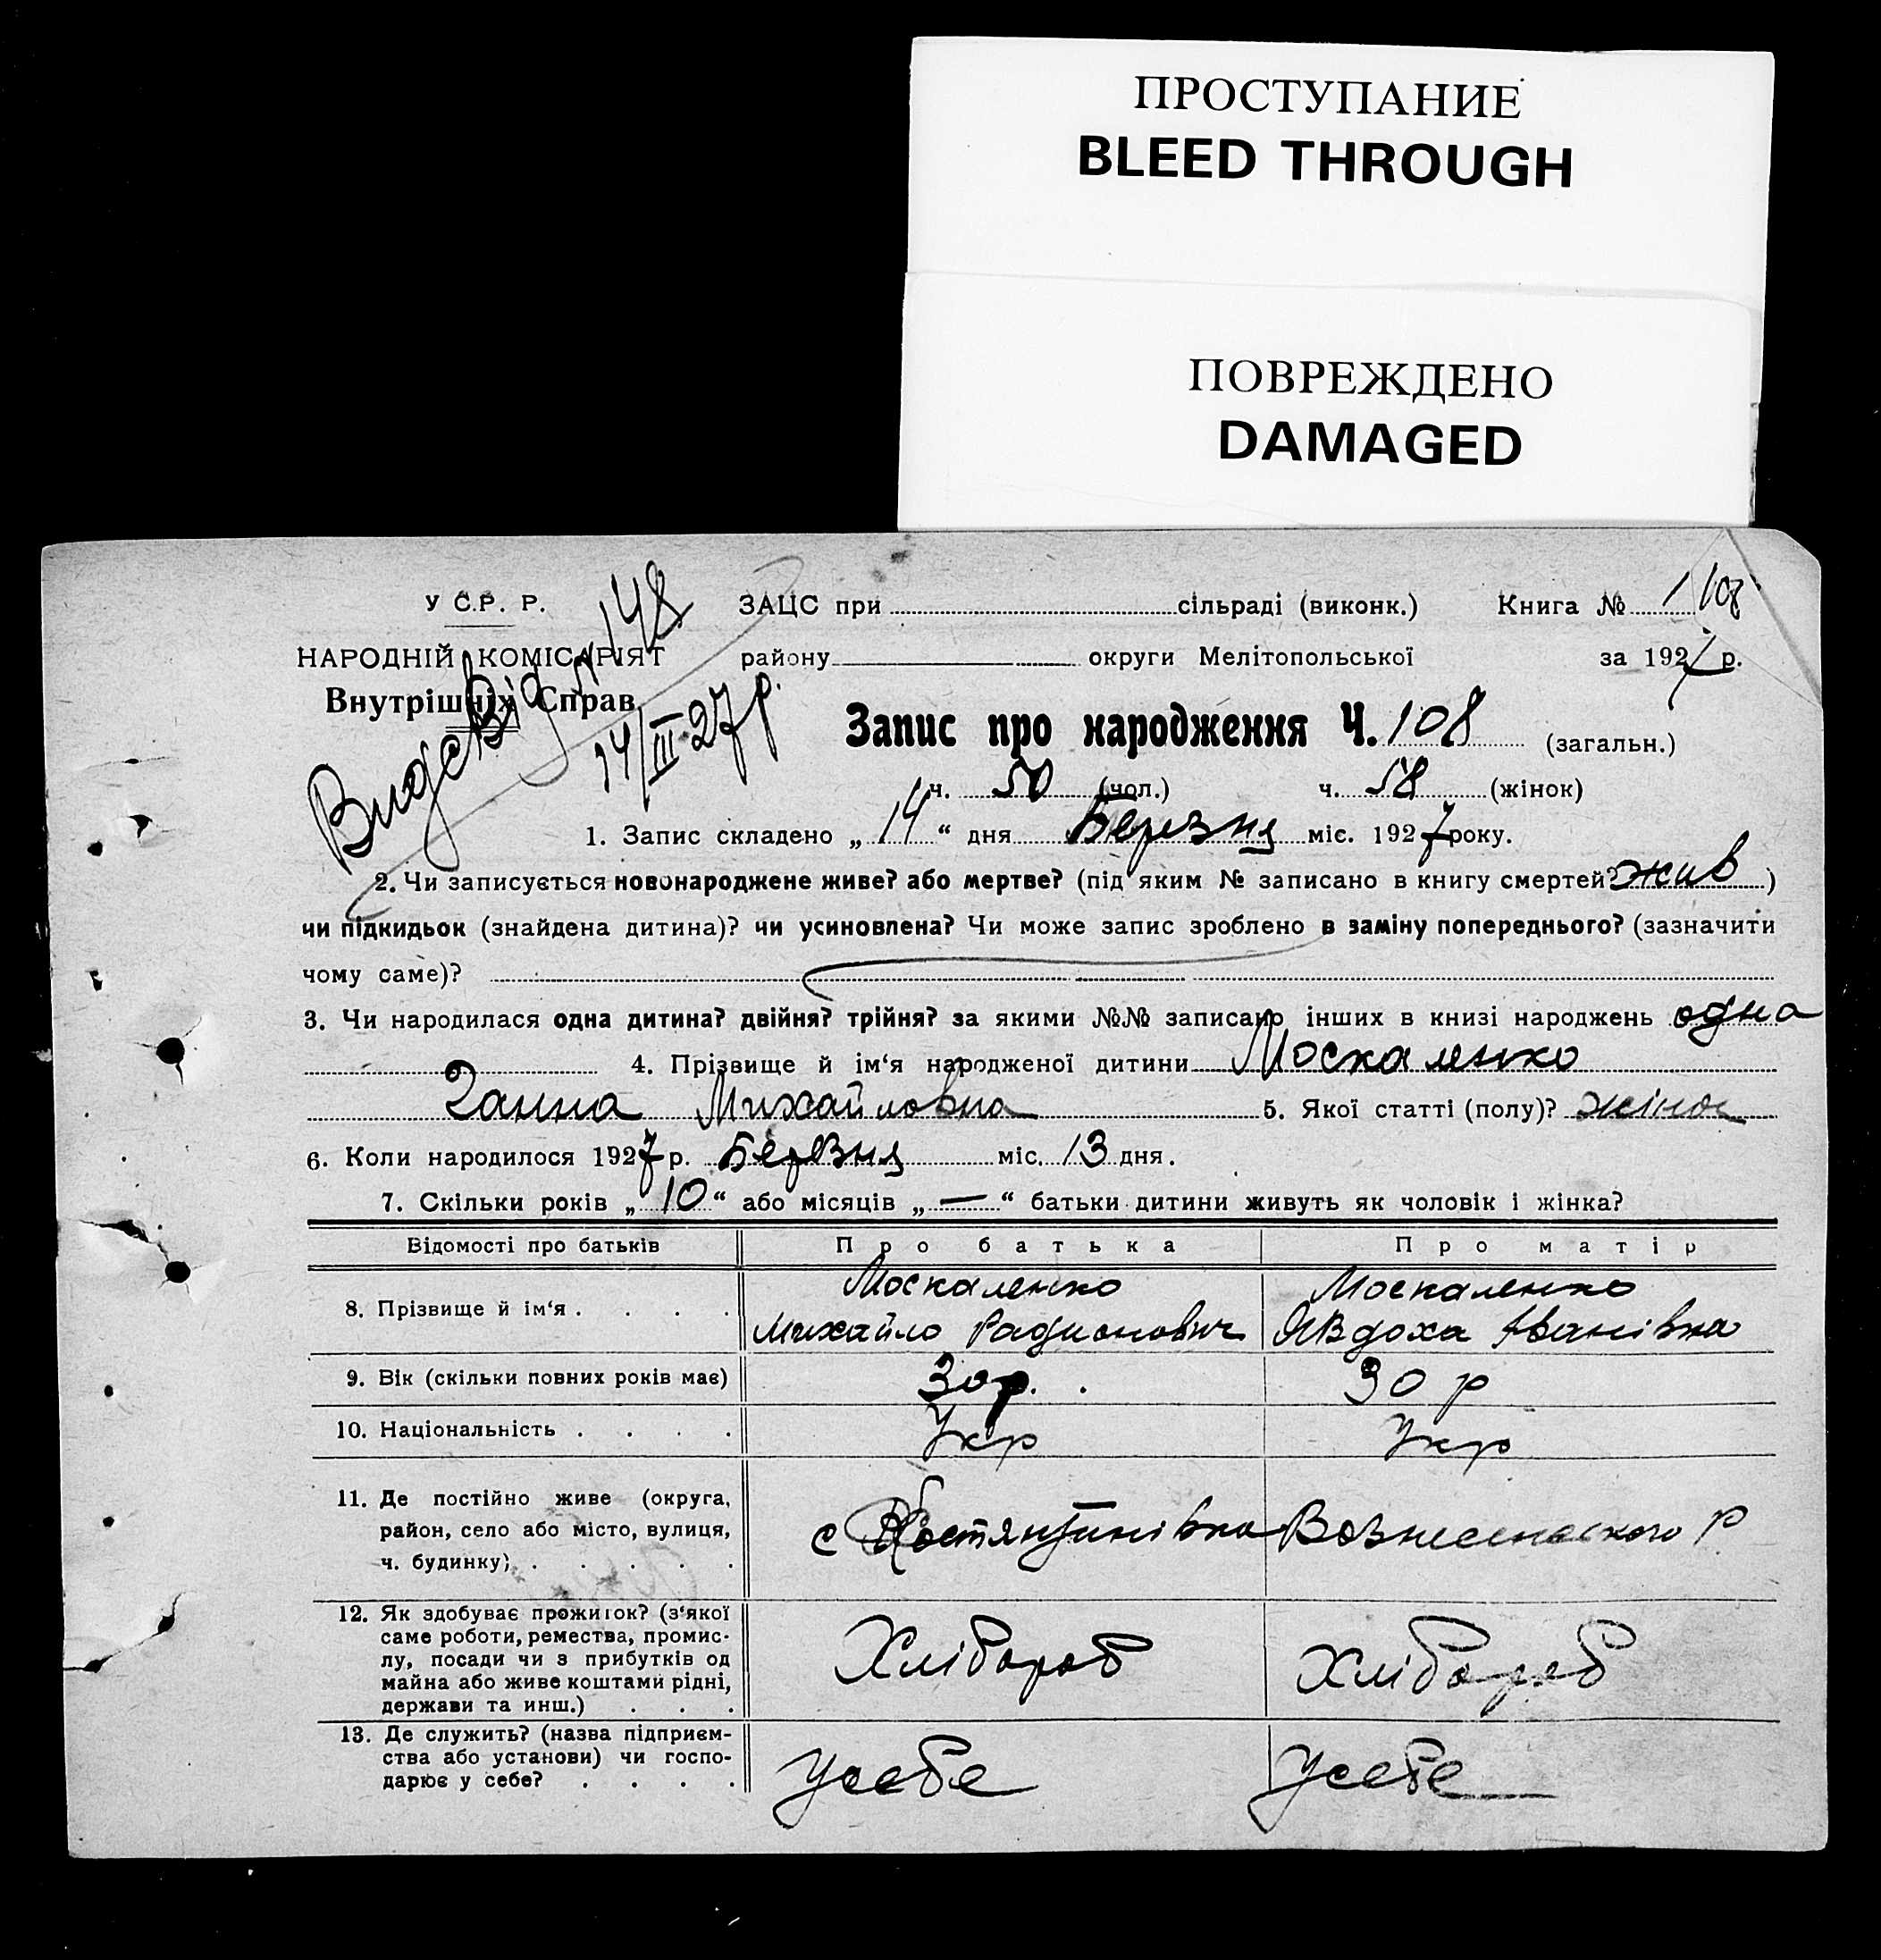 ПРОСТУПАНИЕ
BLEED THROUGH
ПОВРЕЖДЕНО
DAMAGED
У С.Р. Р.
ЗАЦС при сільраді (виконк.) Книга № 1 108
НАРОДНІЙ КОМІСАРІЯТ
району округи Мелітопольської за 1927 р.
Внутрішніх Справ
148
14/III-27 р.
Запис про народження Ч. 108 (загальн.)
ч. 50 (чол.) ч. 58 (жінок)
1. Запис складено „ 14 “ дня Березня міс. 1927 року.
2. Чи записується новонароджене живе? або мертве? (під яким № записано в книгу смертей? жив )
чи підкидьок (знайдена дитина)? чи усиновлена? Чи може запис зроблено в заміну попереднього? (зазначити
чому саме)?
3. Чи народилася одна дитина? двійня? трійня? за якими №№ записано інших в книзі народжень одна
4. Прізвище й ім‘я народженої дитини Москаленко
Ганна Михайловна 5. Якої статті (полу)? жіноч
6. Коли народилося 1927 р. Березня міс. 13 дня.
7. Скільки років „ 10 “ або місяців „ — “ батьки дитини живуть як чоловік і жінка?
Відомості про батьків Про батька Про матір
8. Прізвище й ім‘я . . . . Москаленко Михайло Радионович Москаленко Явдоха Іванівна
9. Вік (скільки повних років має) 30 р. 30 р
10. Національність . . . . Укр Укр
11. Де постійно живе (округа,
район, село або місто, вулиця,
ч. будинку) . . . . .
с Костянтинівка Вознесенського р
12. Як здобуває прожиток? (з‘якої
саме роботи, ремества, промис-
лу, посади чи з прибутків од
майна або живе коштами рідні,
держави та инш.) . . .
Хлібороб Хлібороб
13. Де служить? (назва підприєм-
ства або установи) чи госпо-
дарює у себе? . . . .
Усебе Усебе